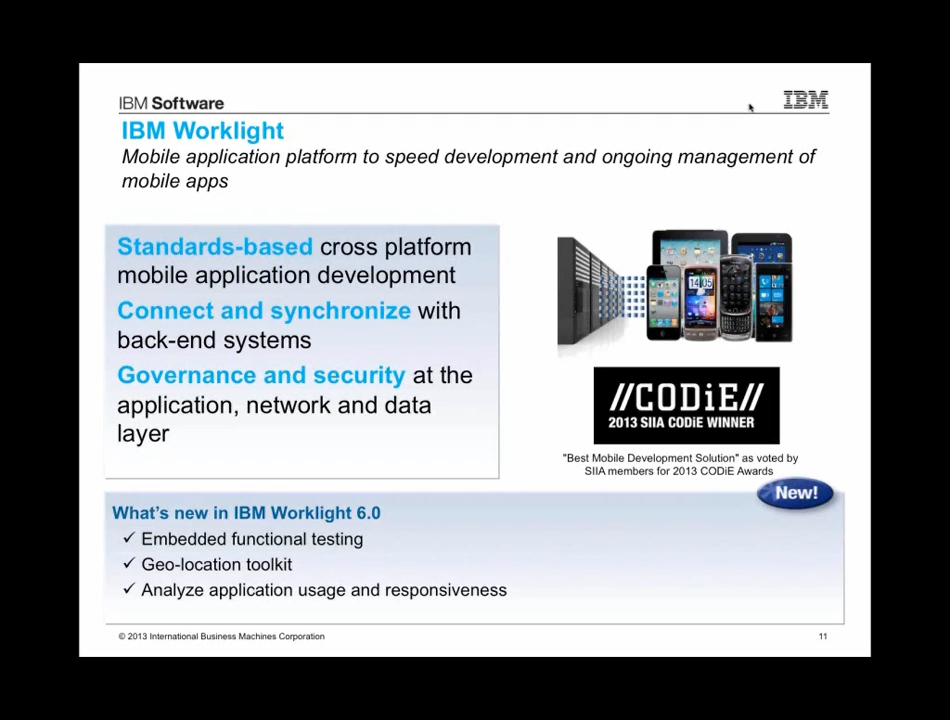 IBM Software
IBM
IBM Worklight
Mobile application platform to speed development and ongoing management of
mobile apps
Standards-based cross platform
mobile application development
Connect and synchronize with
back-end systems
Governance and security at the
application, network and data
layer
14:05
//CODiE//
2013 SIIA CODiE WINNER
"Best Mobile Development Solution" as voted by
SIIA members for 2013 CODiE Awards
New!
What's new in IBM Worklight 6.0
✓ Embedded functional testing
✓ Geo-location toolkit
✓ Analyze application usage and responsiveness
© 2013 International Business Machines Corporation
11